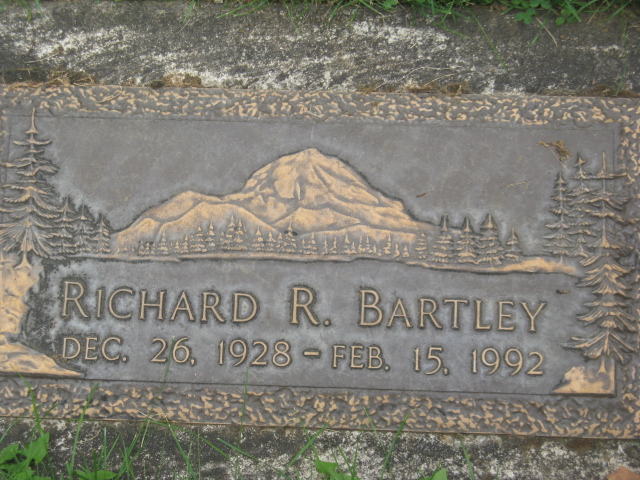 RICHARD R. BARTLEY
DEC. 26, 1928 – FEB. 15, 1992